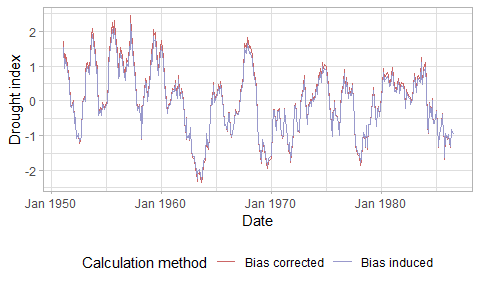 Drought index
2
1
0
-1
-2
Jan 1950 Jan 1960 Jan 1970 Jan 1980
Date
Calculation method Bias corrected Bias induced